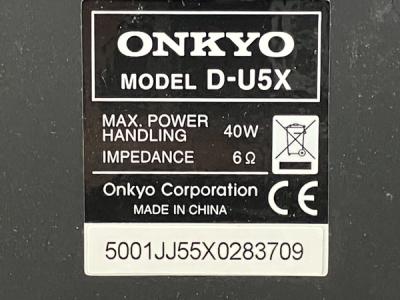 ONKYO
MODEL D-U5X
MAX. POWER
HANDLING 40W
IMPEDANCE 6Ω
Onkyo Corporation
MADE IN CHINA
CE
5001JJ55X0283709